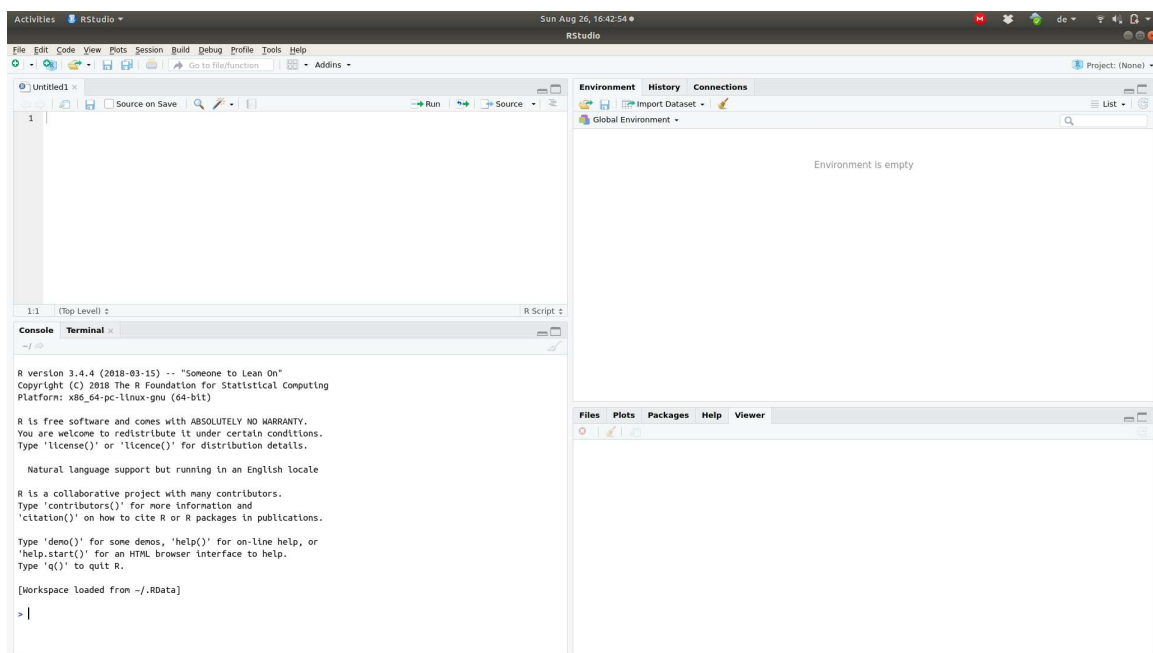 Activities RStudio Sun Aug 26, 16:42:54 de
RStudio
File Edit Code View Plots Session Build Debug Profile Tools Help
Go to file/function Addins Project: (None)
Untitled1
Source on Save Run Source
1
1:1 (Top Level) R Script
Console Terminal
~/
R version 3.4.4 (2018-03-15) -- "Someone to Lean On"
Copyright (C) 2018 The R Foundation for Statistical Computing
Platform: x86_64-pc-linux-gnu (64-bit)
R is free software and comes with ABSOLUTELY NO WARRANTY.
You are welcome to redistribute it under certain conditions.
Type 'license()' or 'licence()' for distribution details.
Natural language support but running in an English locale
R is a collaborative project with many contributors.
Type 'contributors()' for more information and
'citation()' on how to cite R or R packages in publications.
Type 'demo()' for some demos, 'help()' for on-line help, or
'help.start()' for an HTML browser interface to help.
Type 'q()' to quit R.
[Workspace loaded from ~/.RData]
>
Environment History Connections
Import Dataset List
Global Environment
Environment is empty
Files Plots Packages Help Viewer